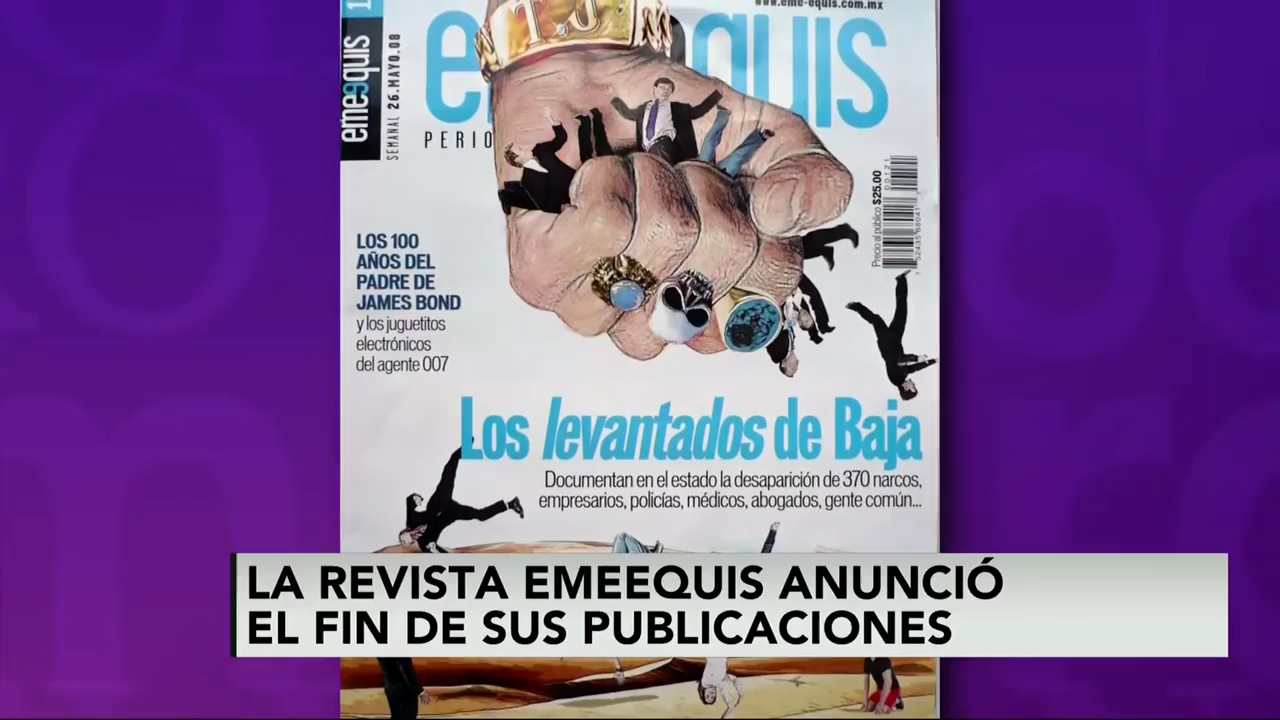 www.eme-equis.com.mx
T.J.
emeequis
SEMANAL 26.MAYO.08
quis
PERIO
Precio al público $25.00
00121
LOS 100
AÑOS DEL
PADRE DE
JAMES BOND
y los juguetitos
electrónicos
del agente 007
Los levantados de Baja
Documentan en el estado la desaparición de 370 narcos,
empresarios, policías, médicos, abogados, gente común...
LA REVISTA EMEEQUIS ANUNCIÓ
EL FIN DE SUS PUBLICACIONES